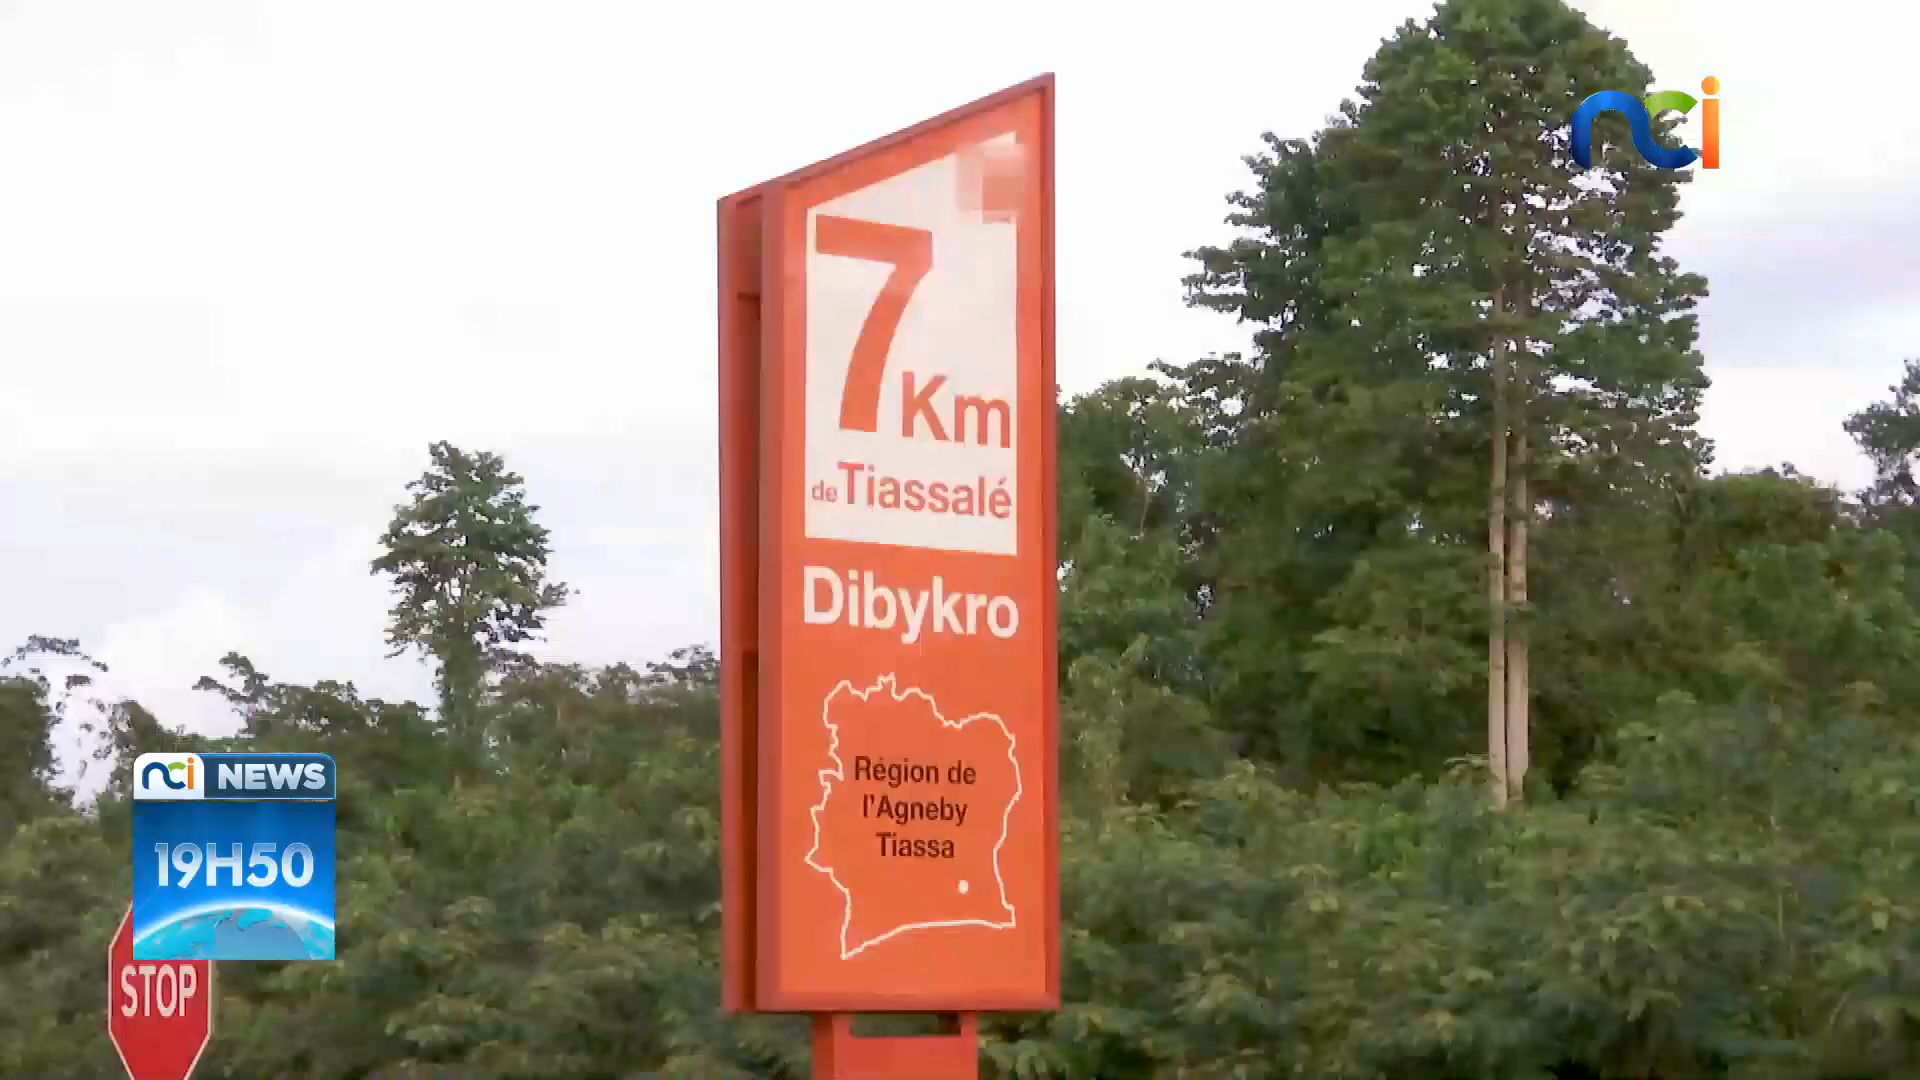 nci
7 Km
de Tiassalé
Dibykro
Région de
l'Agneby
Tiassa
nci NEWS
19H50
STOP